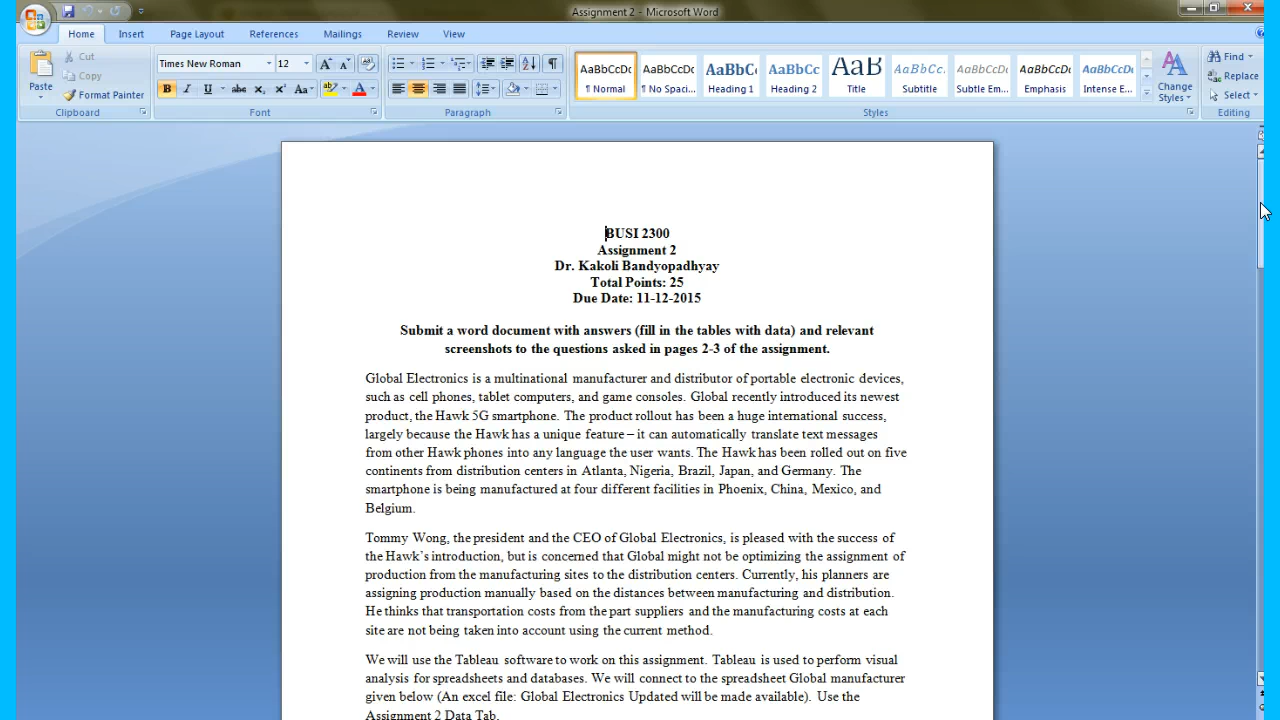 Assignment 2 - Microsoft Word
Home Insert Page Layout References Mailings Review View
Paste
Cut
Copy
Format Painter
Clipboard
Times New Roman 12
B I U abc x₂ x² Aa ab A
Font
Paragraph
AaBbCcDc AaBbCcDc AaBbC AaBbCc AaB AaBbCc. AaBbCcDc AaBbCcDc AaBbCcDc
¶ Normal ¶ No Spaci... Heading 1 Heading 2 Title Subtitle Subtle Em... Emphasis Intense E...
Change Styles
Styles
Find
Replace
Select
Editing
BUSI 2300
Assignment 2
Dr. Kakoli Bandyopadhyay
Total Points: 25
Due Date: 11-12-2015
Submit a word document with answers (fill in the tables with data) and relevant
screenshots to the questions asked in pages 2-3 of the assignment.
Global Electronics is a multinational manufacturer and distributor of portable electronic devices,
such as cell phones, tablet computers, and game consoles. Global recently introduced its newest
product, the Hawk 5G smartphone. The product rollout has been a huge international success,
largely because the Hawk has a unique feature – it can automatically translate text messages
from other Hawk phones into any language the user wants. The Hawk has been rolled out on five
continents from distribution centers in Atlanta, Nigeria, Brazil, Japan, and Germany. The
smartphone is being manufactured at four different facilities in Phoenix, China, Mexico, and
Belgium.
Tommy Wong, the president and the CEO of Global Electronics, is pleased with the success of
the Hawk's introduction, but is concerned that Global might not be optimizing the assignment of
production from the manufacturing sites to the distribution centers. Currently, his planners are
assigning production manually based on the distances between manufacturing and distribution.
He thinks that transportation costs from the part suppliers and the manufacturing costs at each
site are not being taken into account using the current method.
We will use the Tableau software to work on this assignment. Tableau is used to perform visual
analysis for spreadsheets and databases. We will connect to the spreadsheet Global manufacturer
given below (An excel file: Global Electronics Updated will be made available). Use the
Assignment 2 Data Tab.